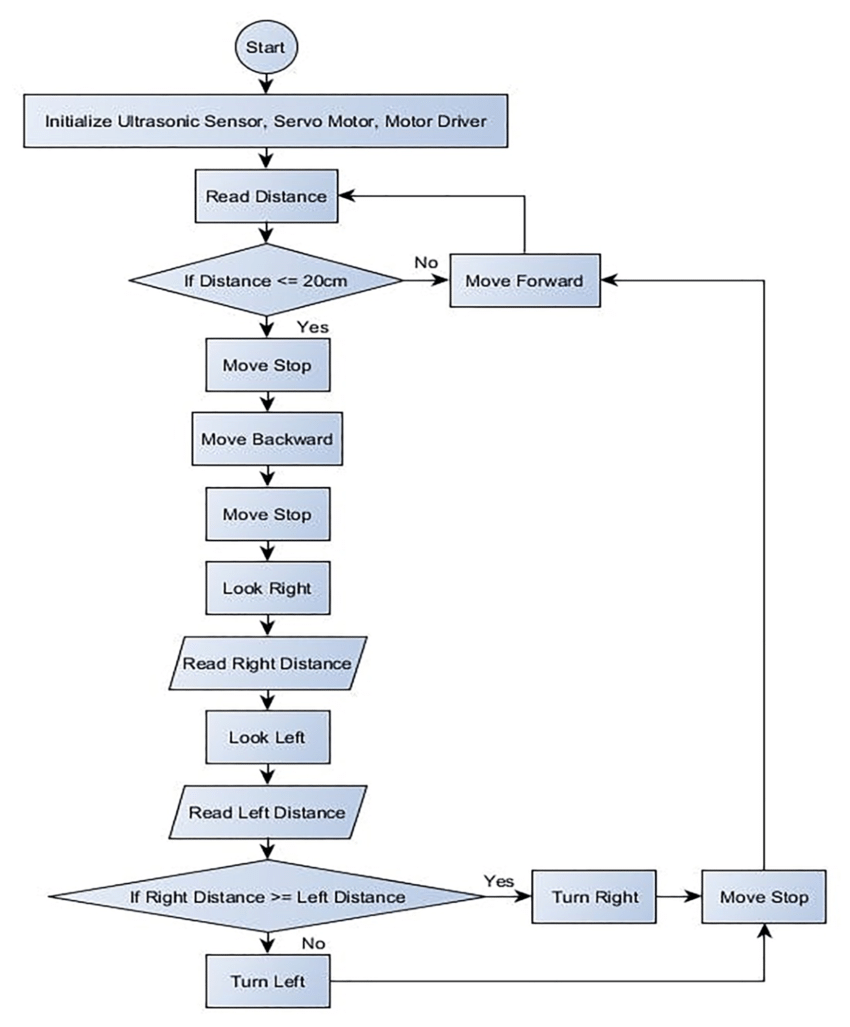 Start
Initialize Ultrasonic Sensor, Servo Motor, Motor Driver
Read Distance
If Distance <= 20cm
No
Move Forward
Yes
Move Stop
Move Backward
Move Stop
Look Right
Read Right Distance
Look Left
Read Left Distance
If Right Distance >= Left Distance
Yes
Turn Right
Move Stop
No
Turn Left